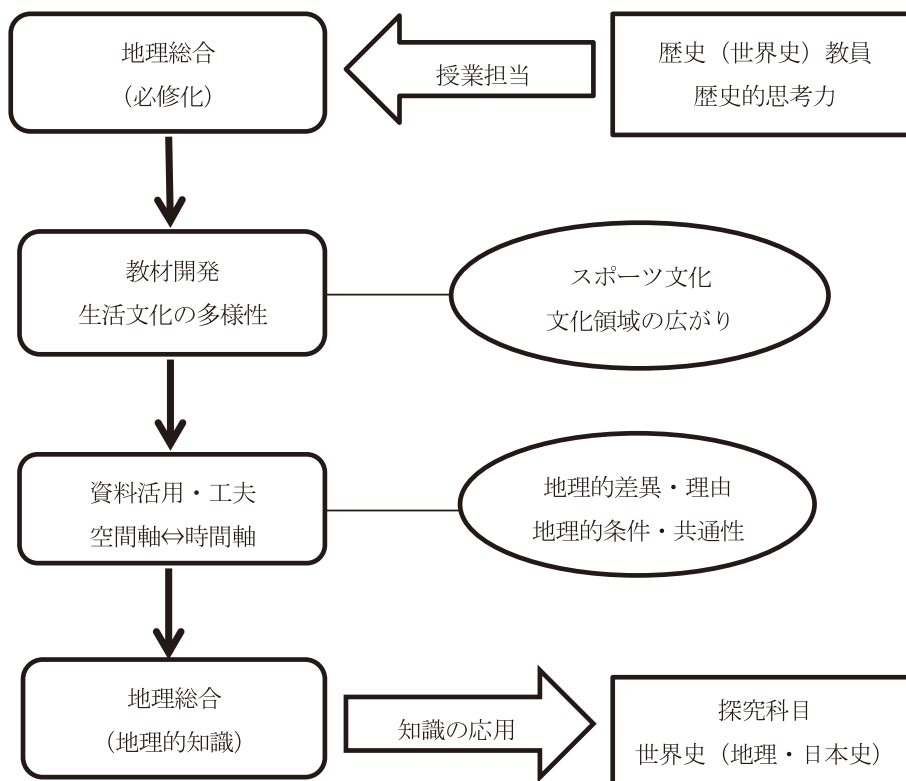 地理総合
(必修化)
授業担当
歴史（世界史）教員
歴史的思考力
教材開発
生活文化の多様性
スポーツ文化
文化領域の広がり
資料活用・工夫
空間軸⇔時間軸
地理的差異・理由
地理的条件・共通性
地理総合
（地理的知識）
知識の応用
探究科目
世界史（地理・日本史）